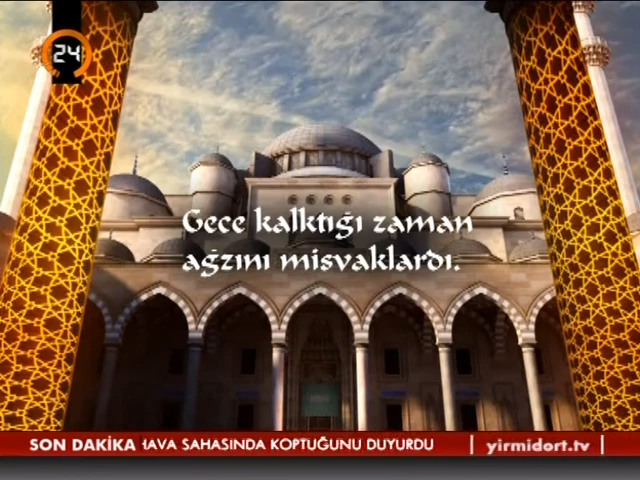 24
Gece kalktığı zaman
ağzını misvaklardı.
SON DAKİKA HAVA SAHASINDA KOPTUĞUNU DUYURDU | yirmidort.tv |